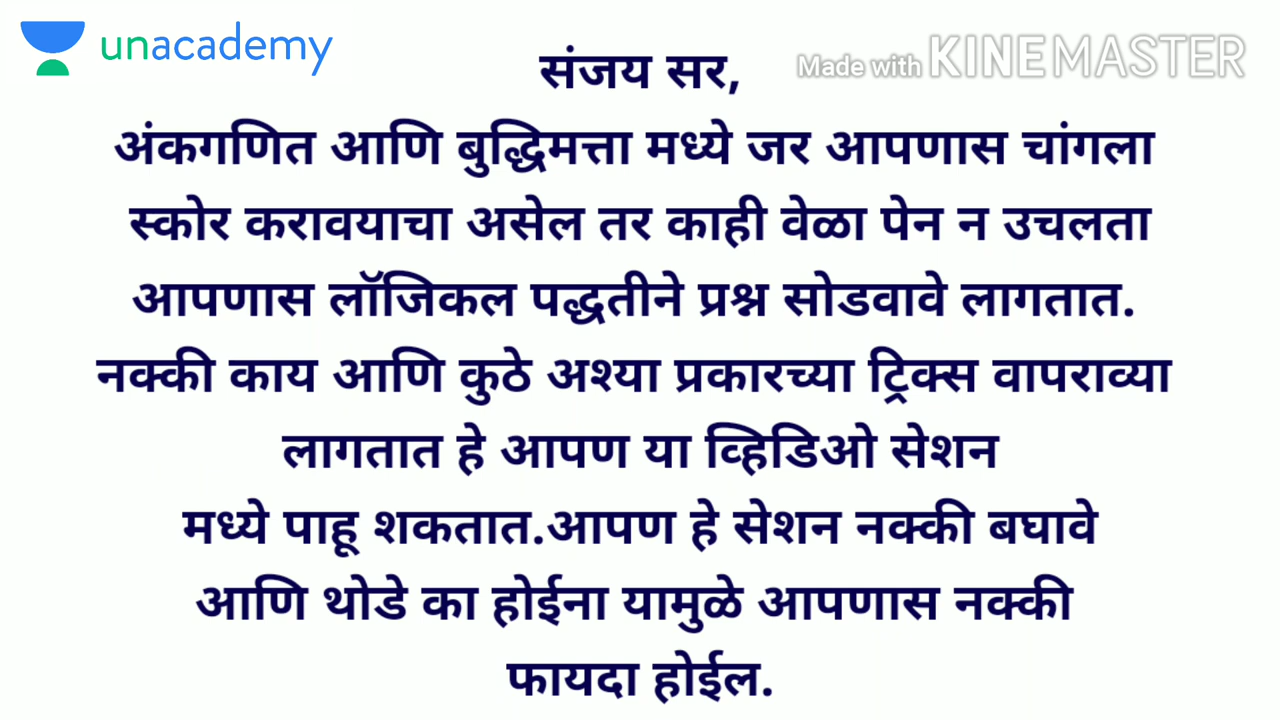 unacademy
Made with KINEMASTER
संजय सर,
अंकगणित आणि बुद्धिमत्ता मध्ये जर आपणास चांगला
स्कोर करावयाचा असेल तर काही वेळा पेन न उचलता
आपणास लॉजिकल पद्धतीने प्रश्न सोडवावे लागतात.
नक्की काय आणि कुठे अश्या प्रकारच्या ट्रिक्स वापराव्या
लागतात हे आपण या व्हिडिओ सेशन
मध्ये पाहू शकतात.आपण हे सेशन नक्की बघावे
आणि थोडे का होईना यामुळे आपणास नक्की
फायदा होईल.